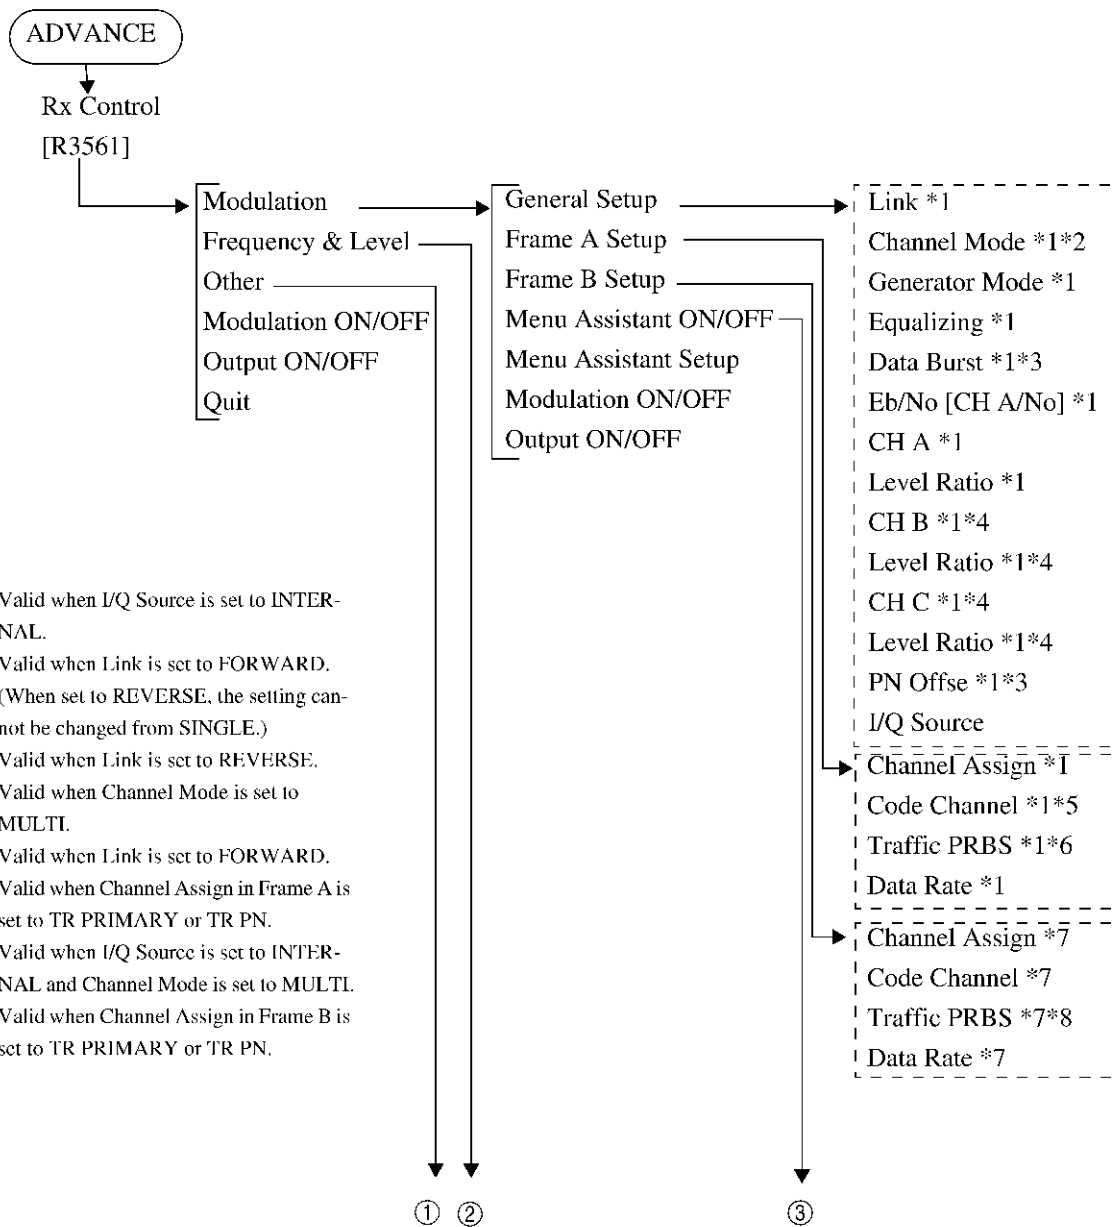 ADVANCE
Rx Control
[R3561]
Modulation
Frequency & Level
Other
Modulation ON/OFF
Output ON/OFF
Quit
General Setup
Frame A Setup
Frame B Setup
Menu Assistant ON/OFF
Menu Assistant Setup
Modulation ON/OFF
Output ON/OFF
Link *1
Channel Mode *1*2
Generator Mode *1
Equalizing *1
Data Burst *1*3
Eb/No [CH A/No] *1
CH A *1
Level Ratio *1
CH B *1*4
Level Ratio *1*4
CH C *1*4
Level Ratio *1*4
PN Offse *1*3
I/Q Source
Channel Assign *1
Code Channel *1*5
Traffic PRBS *1*6
Data Rate *1
Channel Assign *7
Code Channel *7
Traffic PRBS *7*8
Data Rate *7
Valid when I/Q Source is set to INTER-
NAL.
Valid when Link is set to FORWARD.
(When set to REVERSE, the setting can-
not be changed from SINGLE.)
Valid when Link is set to REVERSE.
Valid when Channel Mode is set to
MULTI.
Valid when Link is set to FORWARD.
Valid when Channel Assign in Frame A is
set to TR PRIMARY or TR PN.
Valid when I/Q Source is set to INTER-
NAL and Channel Mode is set to MULTI.
Valid when Channel Assign in Frame B is
set to TR PRIMARY or TR PN.
① ② ③